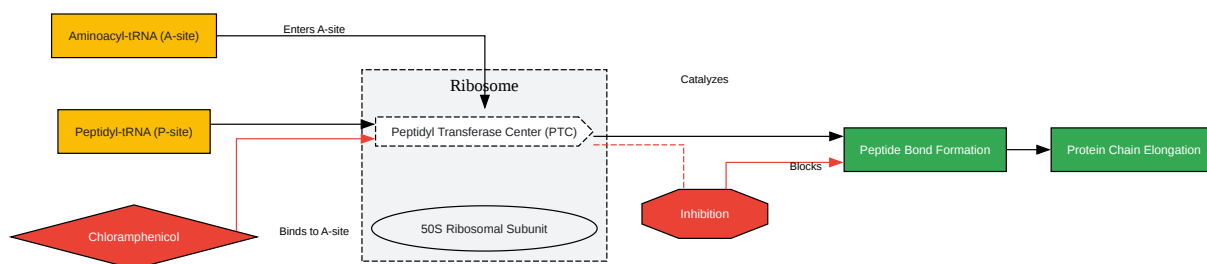 Aminoacyl-tRNA (A-site)
Enters A-site
Ribosome
Catalyzes
Peptidyl-tRNA (P-site)
Peptidyl Transferase Center (PTC)
Peptide Bond Formation
Protein Chain Elongation
Blocks
Inhibition
Chloramphenicol
Binds to A-site
50S Ribosomal Subunit